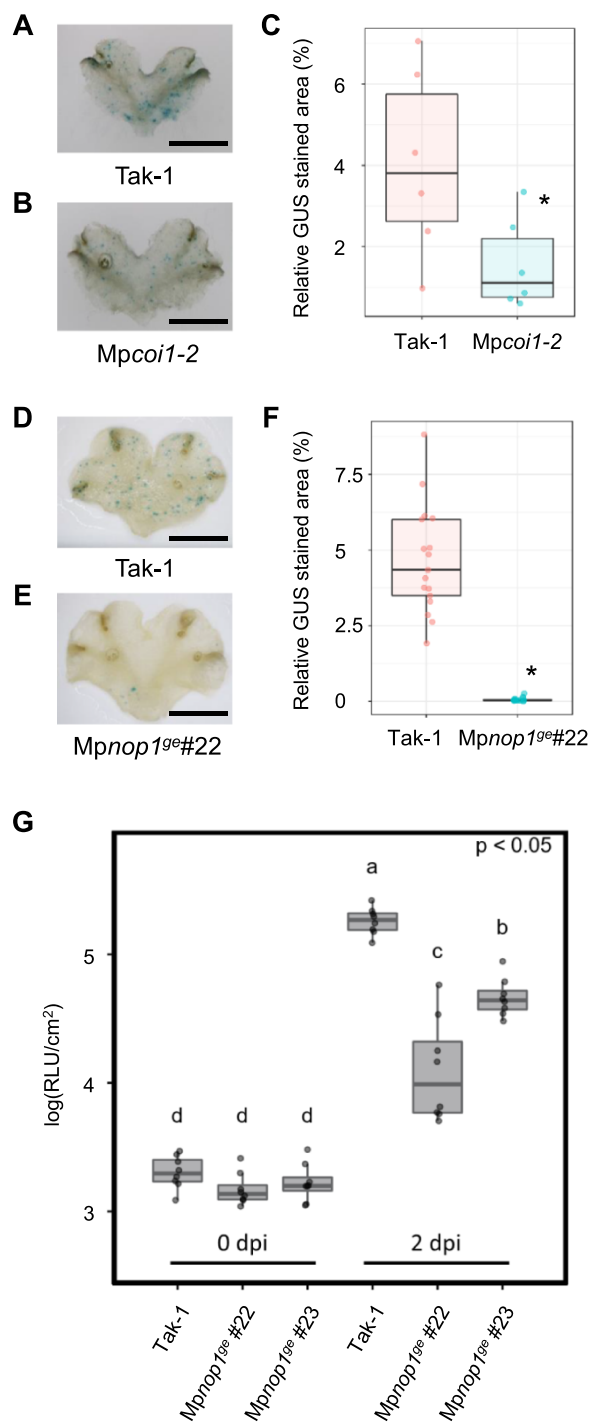 A
Tak-1
B
Mpcoi1-2
C
Relative GUS stained area (%)
6
4
2
*
Tak-1
Mpcoi1-2
D
Tak-1
E
Mpnop1ge#22
F
Relative GUS stained area (%)
7.5
5
2.5
0
*
Tak-1
Mpnop1ge#22
G
p < 0.05
log(RLU/cm2)
5
4
3
d
d
d
a
c
b
0 dpi
2 dpi
Tak-1
Mpnop1ge #22
Mpnop1ge #23
Tak-1
Mpnop1ge #22
Mpnop1ge #23